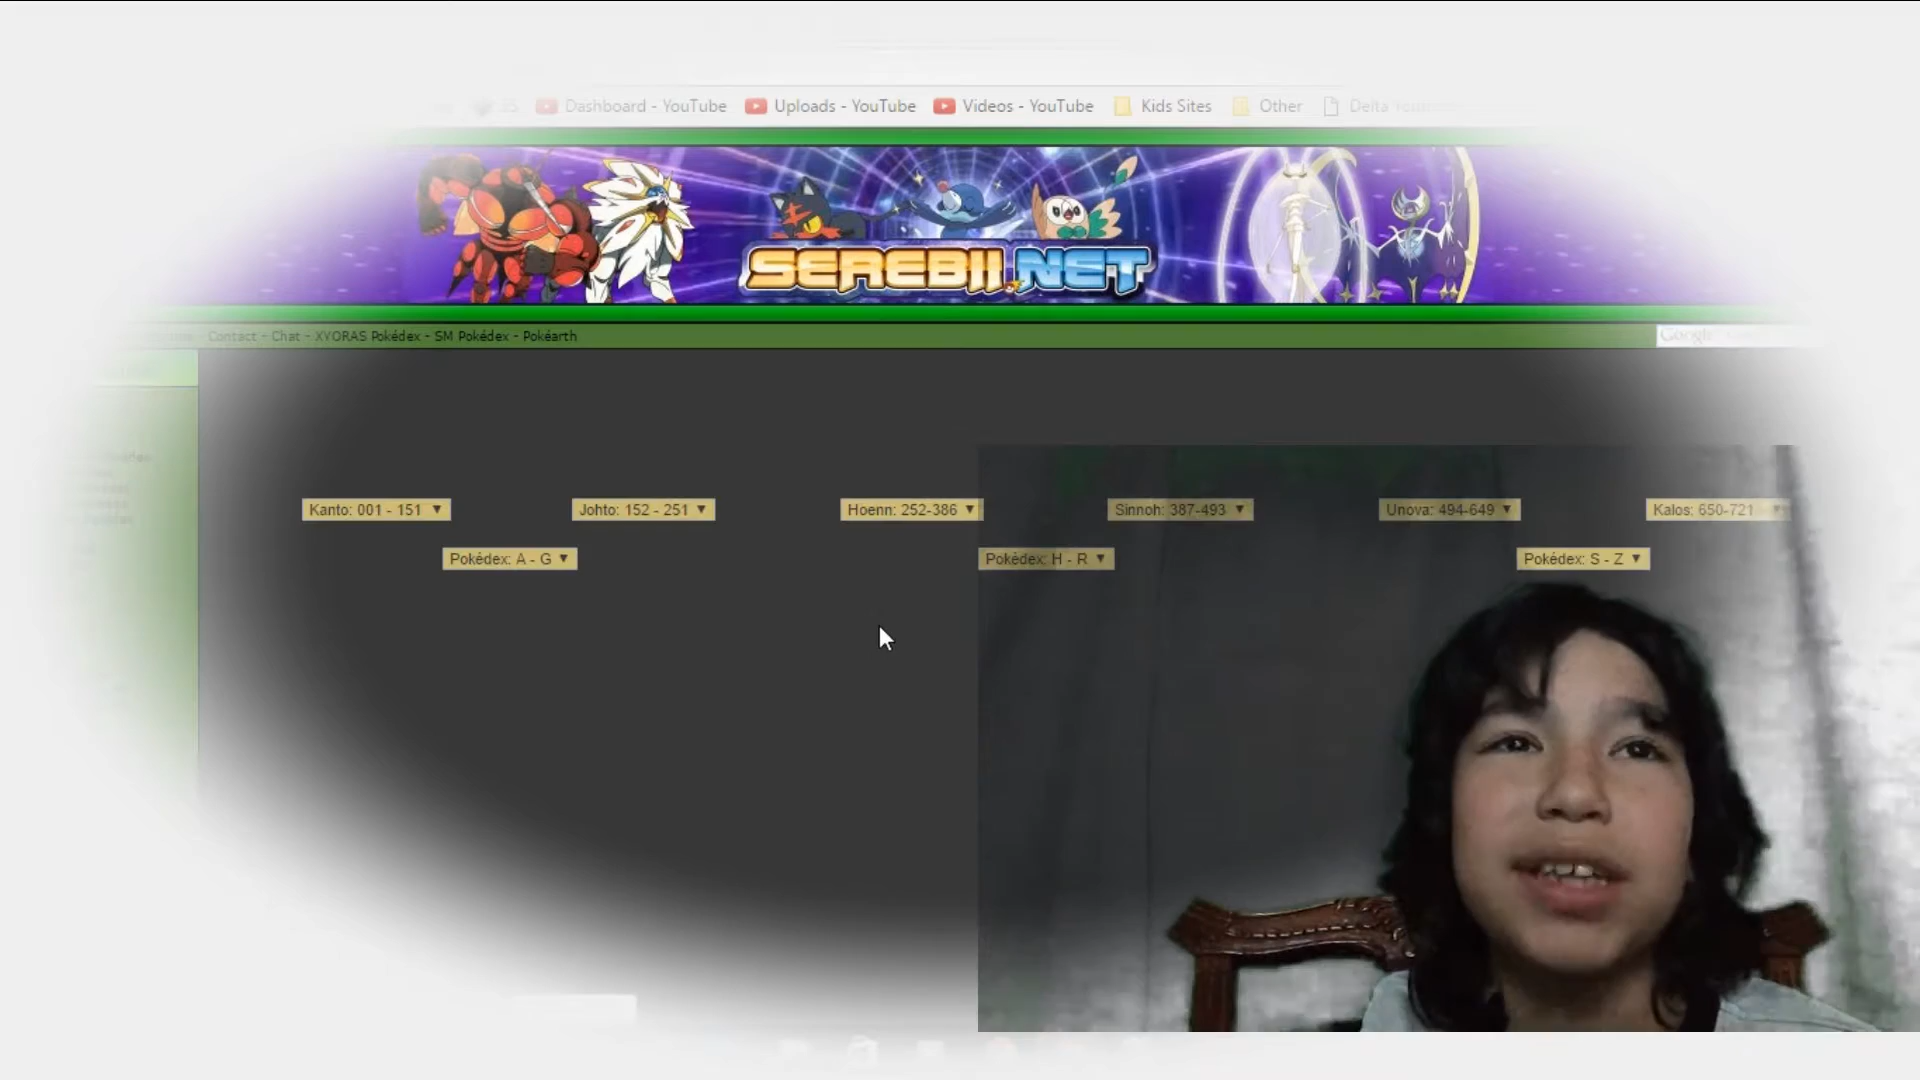 Dashboard - YouTube Uploads - YouTube Videos - YouTube Kids Sites Other Delta
SEREBII.NET
Contact - Chat - XYORAS Pokédex - SM Pokédex - Pokéarth Google
Kanto: 001 - 151 Johto: 152 - 251 Hoenn: 252-386 Sinnoh: 387-493 Unova: 494-649 Kalos: 650-721
Pokédex: A - G Pokédex: H - R Pokédex: S - Z